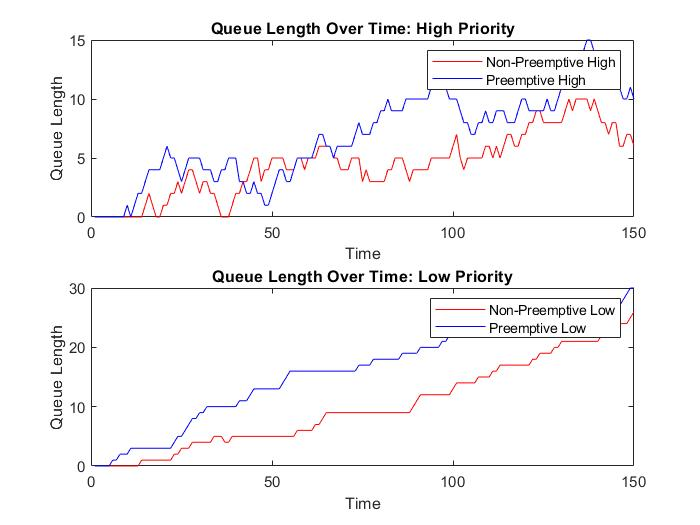 Queue Length Over Time: High Priority
15
10
5
0
Queue Length
Non-Preemptive High
Preemptive High
0
50
100
150
Time
Queue Length Over Time: Low Priority
30
20
10
0
Queue Length
Non-Preemptive Low
Preemptive Low
0
50
100
150
Time